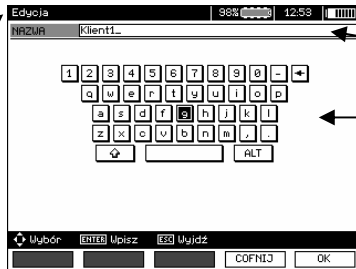 Edycja 98% 12:53
NAZWA Klient1_
1 2 3 4 5 6 7 8 9 0 -
q w e r t y u i o p
a s d f g h j k l
z x c v b n m , .
ALT
Wybór ENTER Wpisz ESC Wyjdź
COFNIJ OK